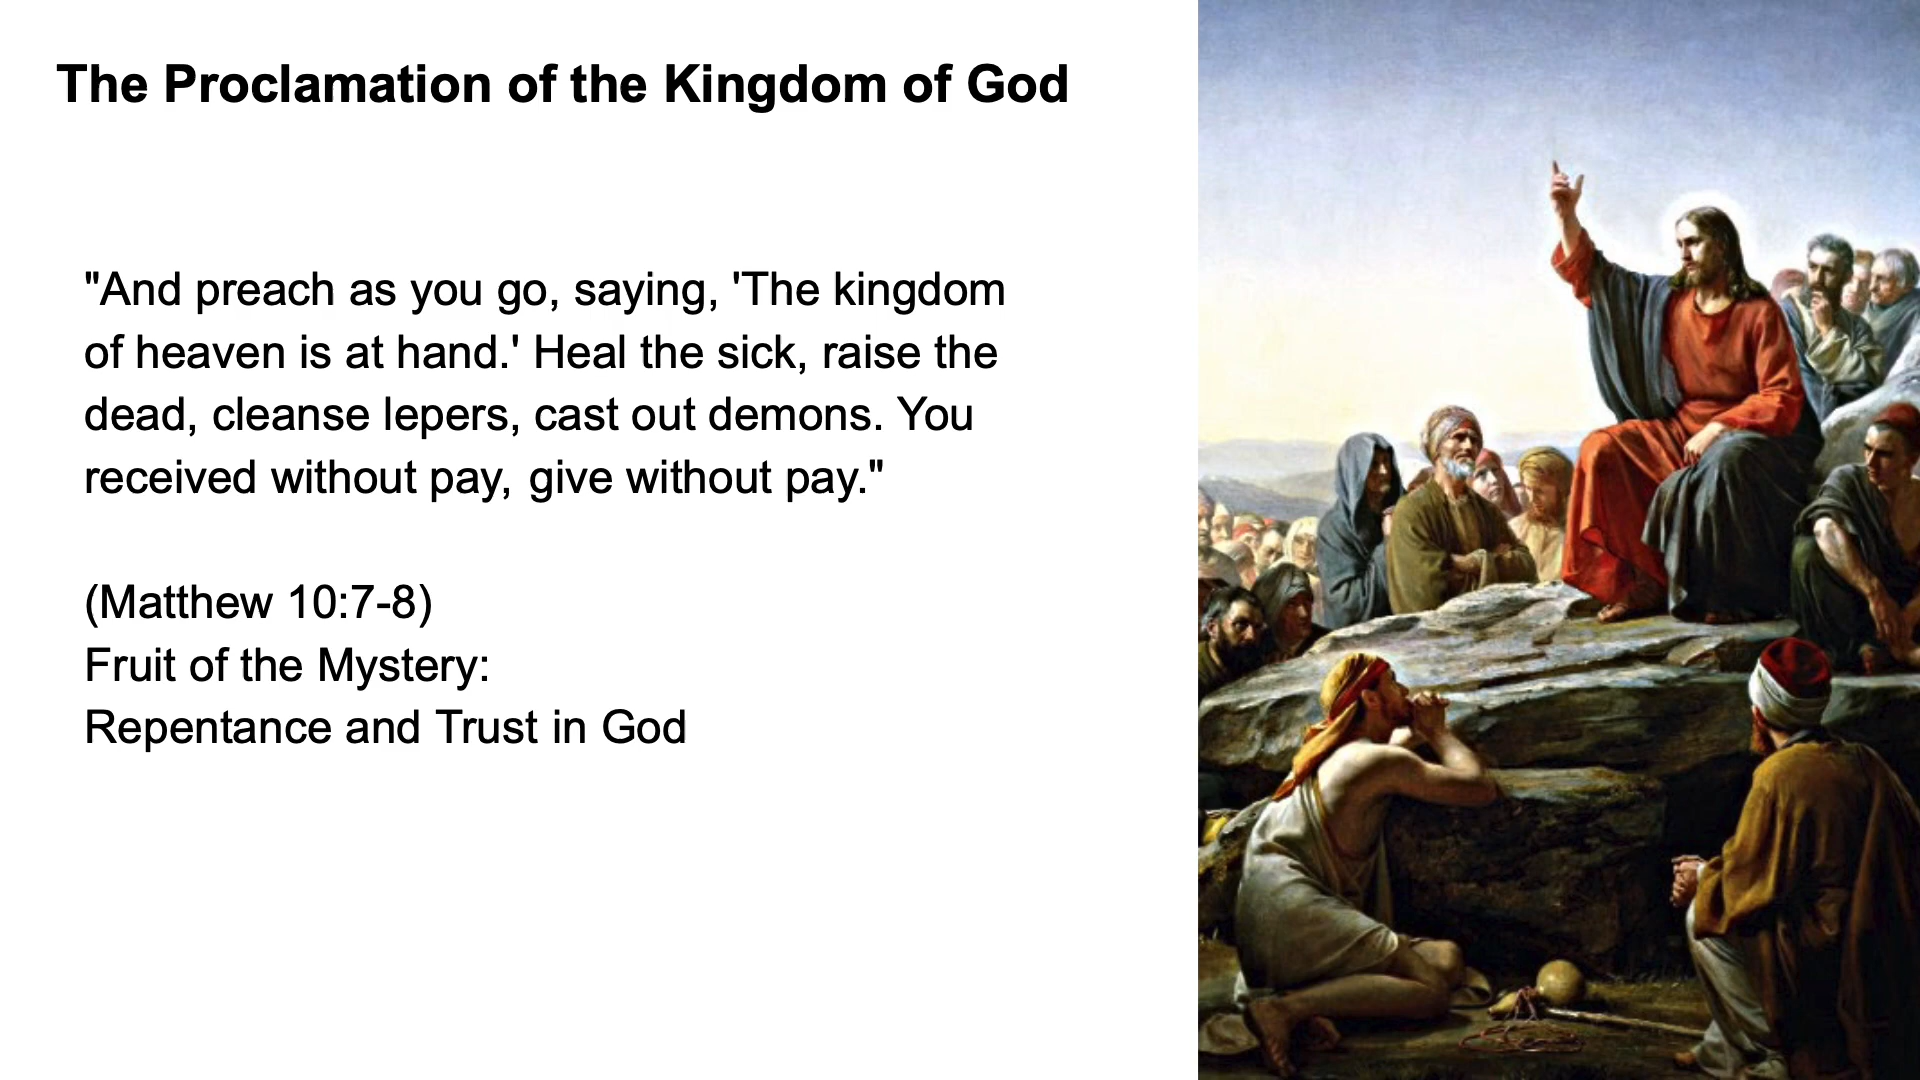 The Proclamation of the Kingdom of God
"And preach as you go, saying, 'The kingdom
of heaven is at hand.' Heal the sick, raise the
dead, cleanse lepers, cast out demons. You
received without pay, give without pay."
(Matthew 10:7-8)
Fruit of the Mystery:
Repentance and Trust in God